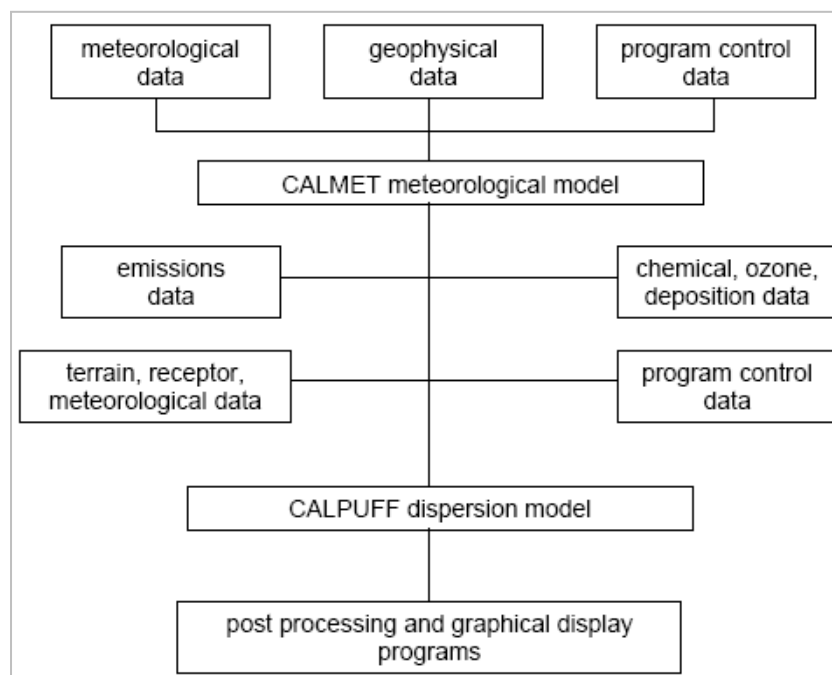 meteorological
data
geophysical
data
program control
data
CALMET meteorological model
emissions
data
chemical, ozone,
deposition data
terrain, receptor,
meteorological data
program control
data
CALPUFF dispersion model
post processing and graphical display
programs